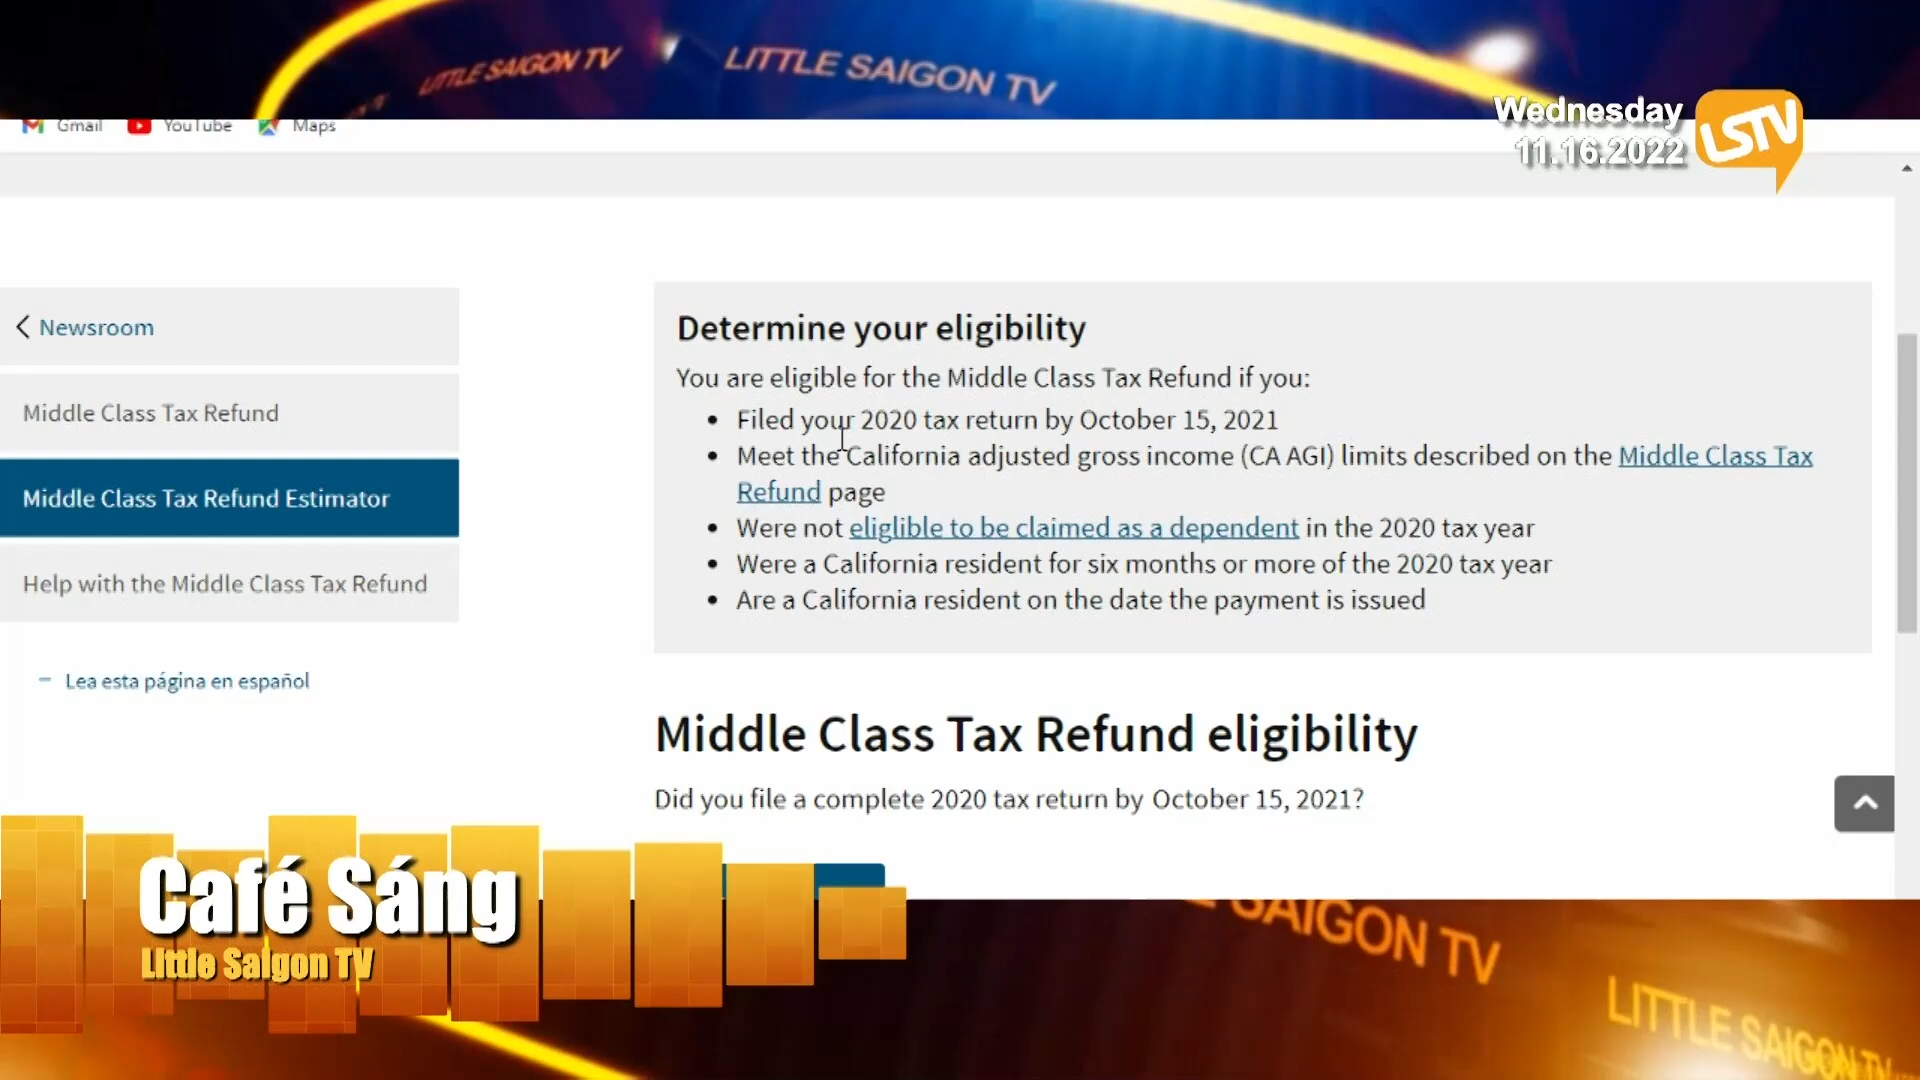 LITTLE SAIGON TV
LITTLE SAIGON TV
Gmail
YouTube
Maps
Wednesday
11.16.2022
LSTV
Newsroom
Middle Class Tax Refund
Middle Class Tax Refund Estimator
Help with the Middle Class Tax Refund
Lea esta página en español
Determine your eligibility
You are eligible for the Middle Class Tax Refund if you:
• Filed your 2020 tax return by October 15, 2021
• Meet the California adjusted gross income (CA AGI) limits described on the Middle Class Tax
Refund page
• Were not eliglible to be claimed as a dependent in the 2020 tax year
• Were a California resident for six months or more of the 2020 tax year
• Are a California resident on the date the payment is issued
Middle Class Tax Refund eligibility
Did you file a complete 2020 tax return by October 15, 2021?
Café Sáng
Little Saigon TV
SAIGON TV
LITTLE SAIGON TV